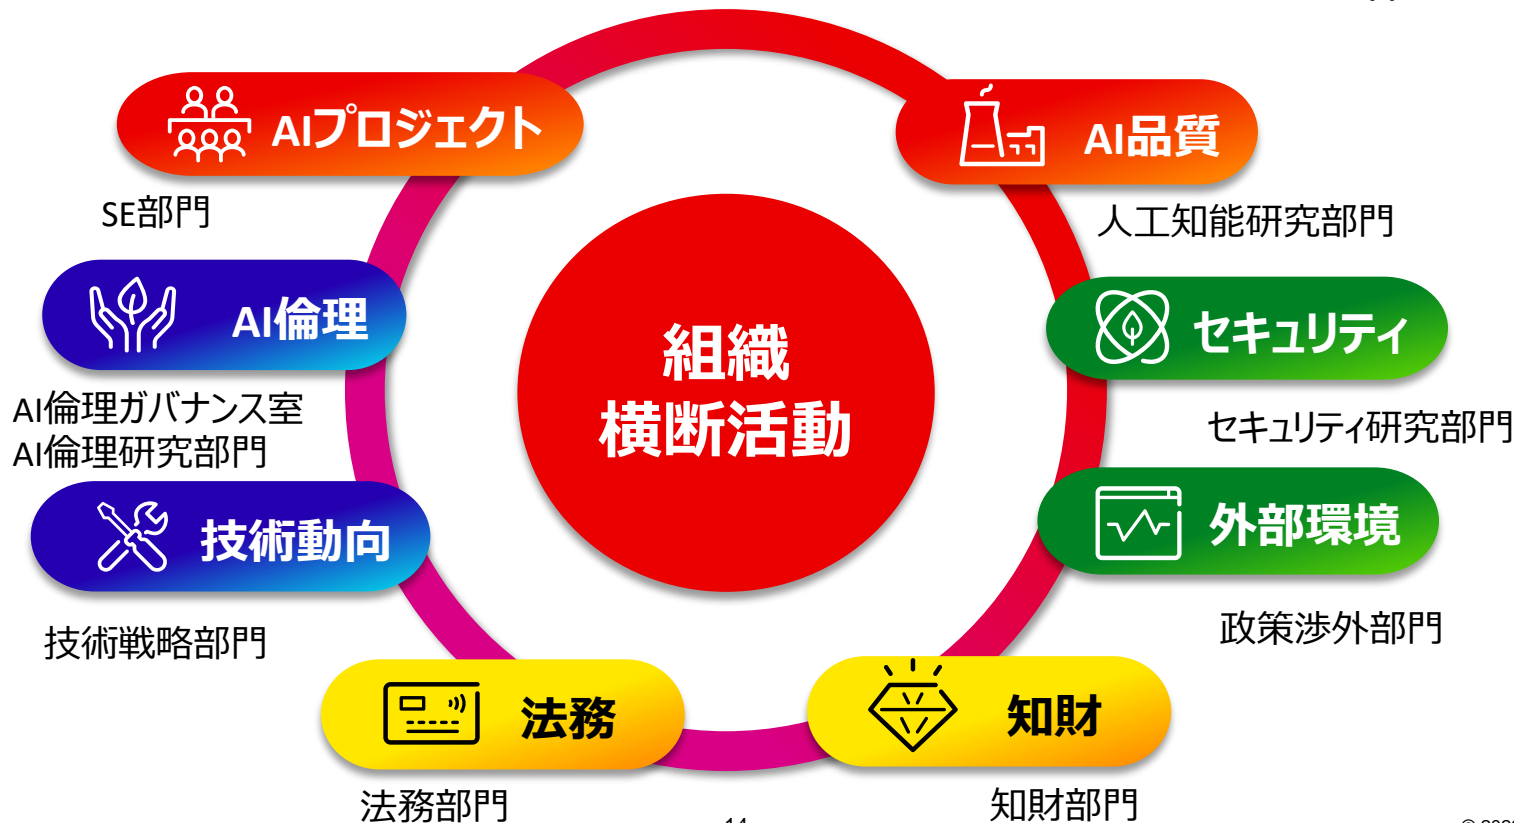 AIプロジェクト
SE部門
AI品質
人工知能研究部門
AI倫理
AI倫理ガバナンス室
AI倫理研究部門
セキュリティ
セキュリティ研究部門
組織
横断活動
技術動向
技術戦略部門
外部環境
政策渉外部門
法務
法務部門
知財
知財部門